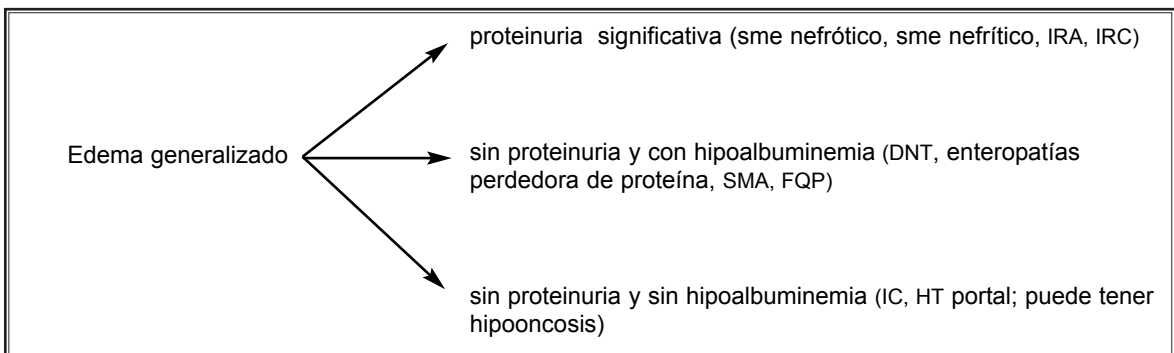 proteinuria significativa (sme nefrótico, sme nefrítico, IRA, IRC)
Edema generalizado
sin proteinuria y con hipoalbuminemia (DNT, enteropatías
perdedora de proteína, SMA, FQP)
sin proteinuria y sin hipoalbuminemia (IC, HT portal; puede tener
hipooncosis)